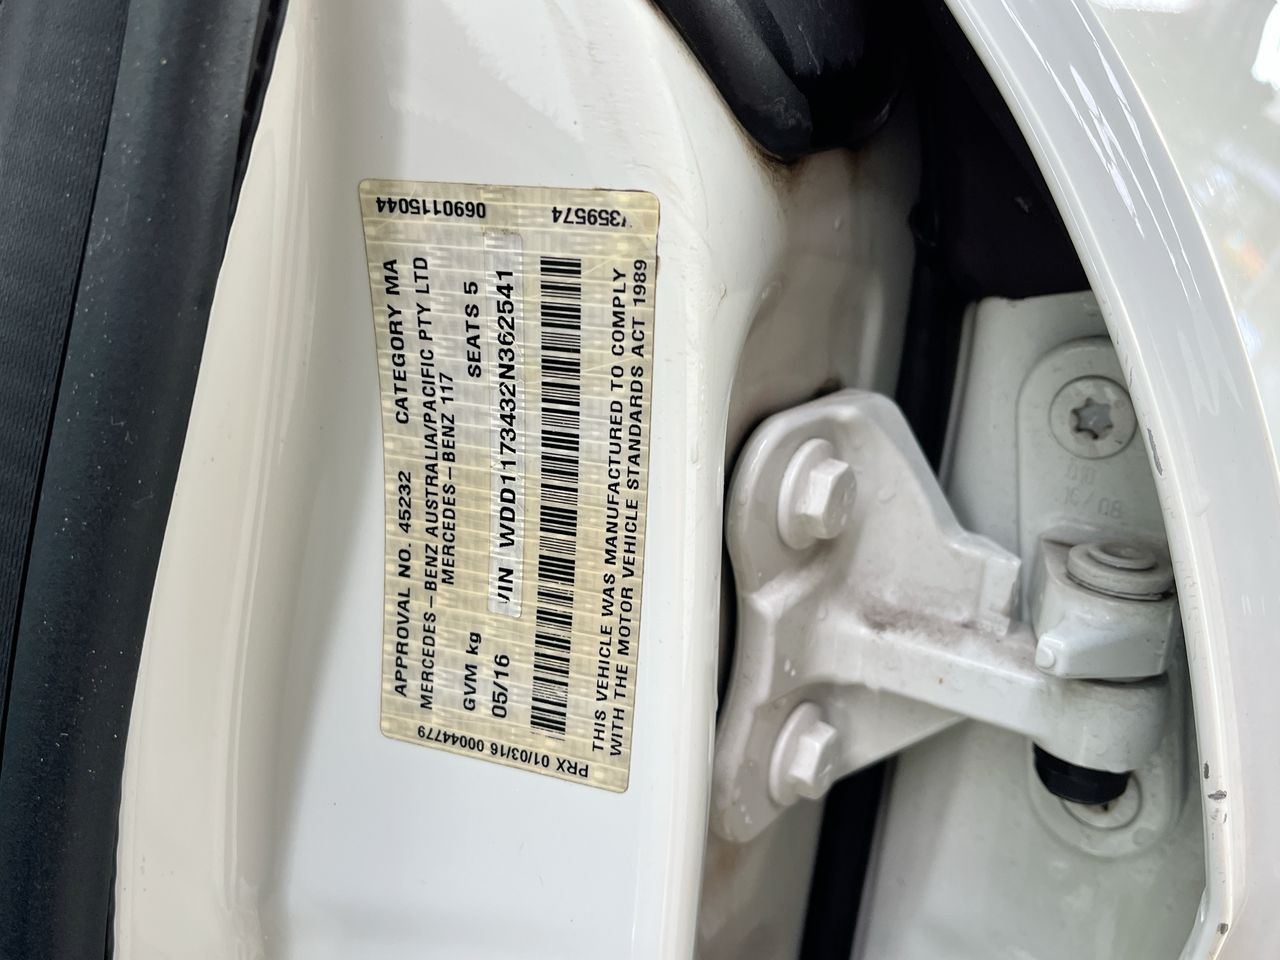 APPROVAL NO. 45232 CATEGORY MA
MERCEDES-BENZ AUSTRALIA/PACIFIC PTY LTD
MERCEDES-BENZ 117
GVM kg SEATS 5
05/16 VIN WDD1173432N362541
THIS VEHICLE WAS MANUFACTURED TO COMPLY
WITH THE MOTOR VEHICLE STANDARDS ACT 1989
0690115044
359574
PRX 01/03/16 00044779